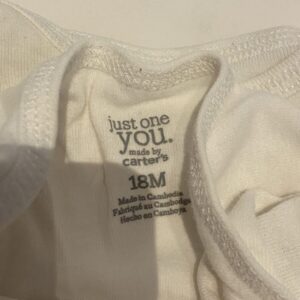 just one
you.
made by
carter's
18M
Made in Cambodia
Fabriqué au Cambodge
Hecho en Camboya